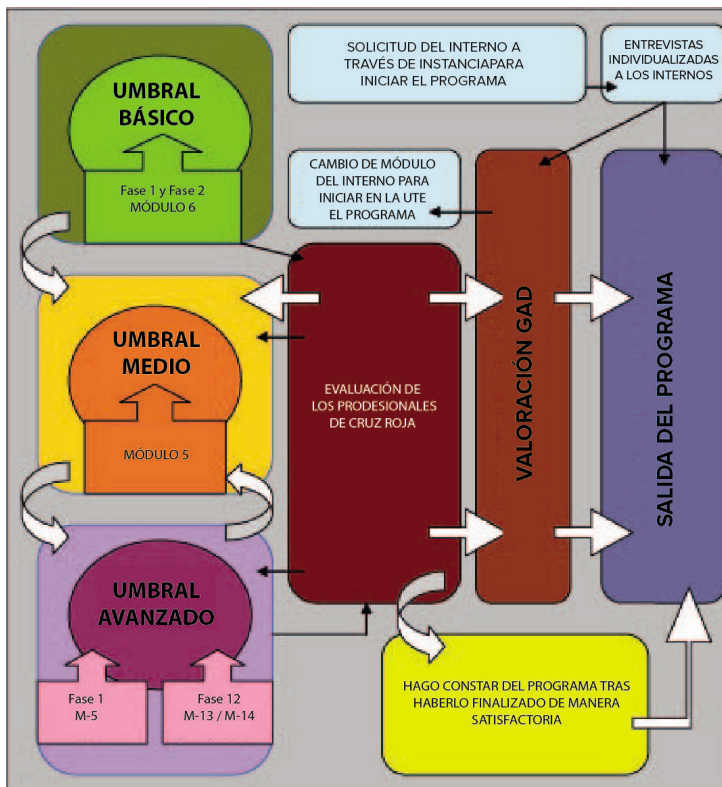 UMBRAL
BÁSICO
Fase 1 y Fase 2
MÓDULO 6
SOLICITUD DEL INTERNO A
TRAVÉS DE INSTANCIAPARA
INICIAR EL PROGRAMA
ENTREVISTAS
INDIVIDUALIZADAS
A LOS INTERNOS
CAMBIO DE MÓDULO
DEL INTERNO PARA
INICIAR EN LA UTE
EL PROGRAMA
UMBRAL
MEDIO
MÓDULO 5
EVALUACIÓN DE
LOS PRODESIONALES
DE CRUZ ROJA
VALORACIÓN GAD
SALIDA DEL PROGRAMA
UMBRAL
AVANZADO
Fase 1
M-5
Fase 12
M-13 / M-14
HAGO CONSTAR DEL PROGRAMA TRAS
HABERLO FINALIZADO DE MANERA
SATISFACTORIA